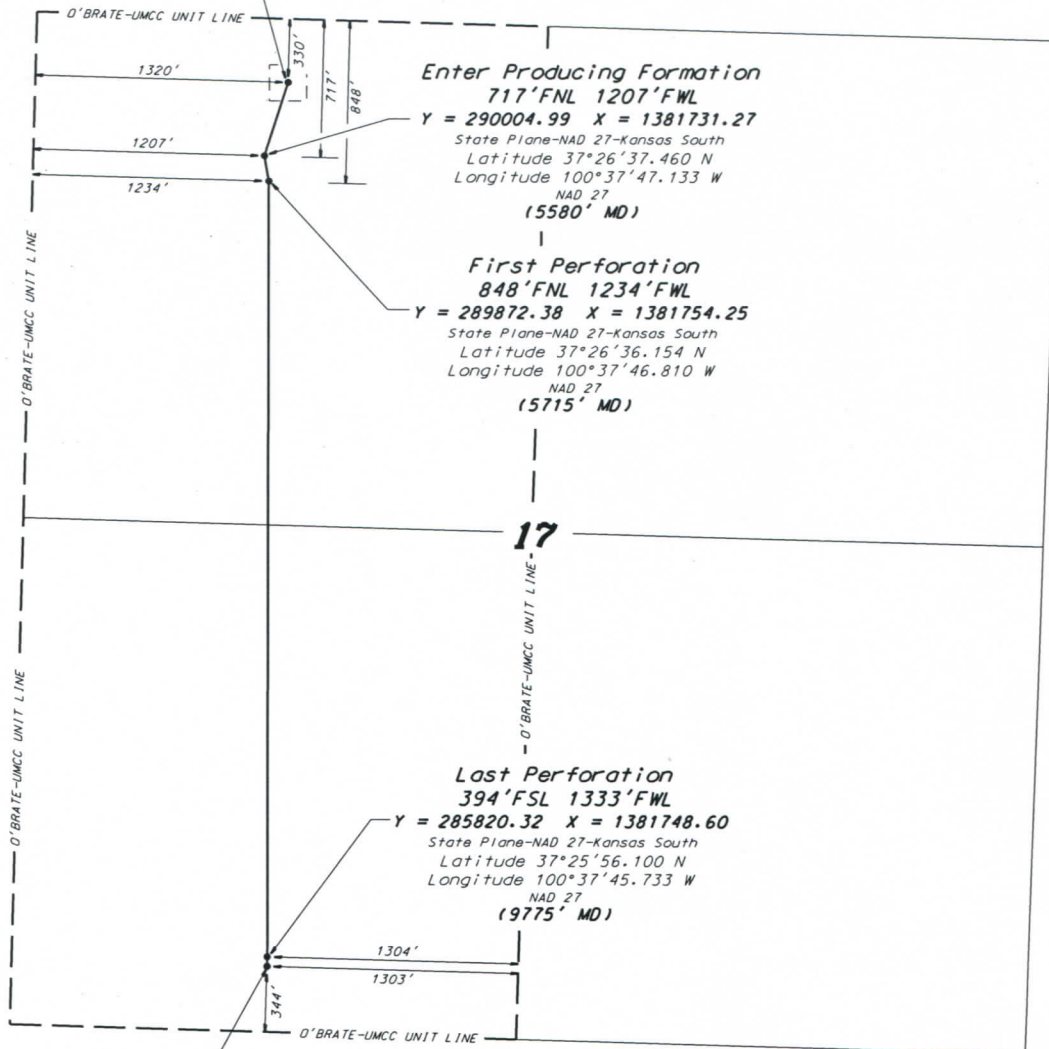 O'BRATE-UMCC UNIT LINE
330'
1320'
717'
848'
Enter Producing Formation
717'FNL 1207'FWL
Y = 290004.99 X = 1381731.27
State Plane-NAD 27-Kansas South
Latitude 37°26'37.460 N
Longitude 100°37'47.133 W
NAD 27
(5580' MD)
1207'
1234'
O'BRATE-UMCC UNIT LINE
First Perforation
848'FNL 1234'FWL
Y = 289872.38 X = 1381754.25
State Plane-NAD 27-Kansas South
Latitude 37°26'36.154 N
Longitude 100°37'46.810 W
NAD 27
(5715' MD)
17
O'BRATE-UMCC UNIT LINE
O'BRATE-UMCC UNIT LINE
Last Perforation
394'FSL 1333'FWL
Y = 285820.32 X = 1381748.60
State Plane-NAD 27-Kansas South
Latitude 37°25'56.100 N
Longitude 100°37'45.733 W
NAD 27
(9775' MD)
1304'
1303'
344'
O'BRATE-UMCC UNIT LINE